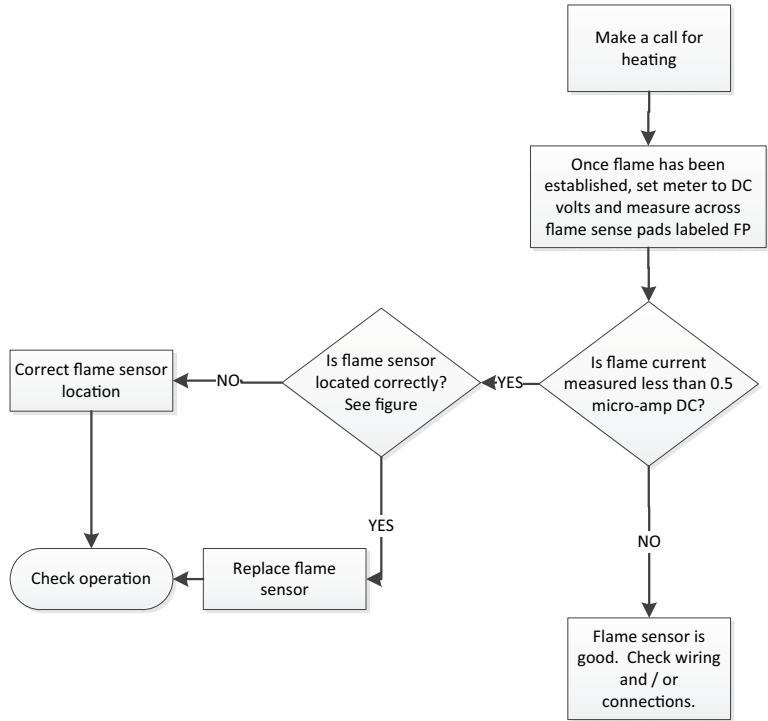 Make a call for
heating
Once flame has been
established, set meter to DC
volts and measure across
flame sense pads labeled FP
Is flame current
measured less than 0.5
micro-amp DC?
YES
Is flame sensor
located correctly?
See figure
NO
Correct flame sensor
location
YES
Replace flame
sensor
Check operation
NO
Flame sensor is
good.  Check wiring
and / or
connections.